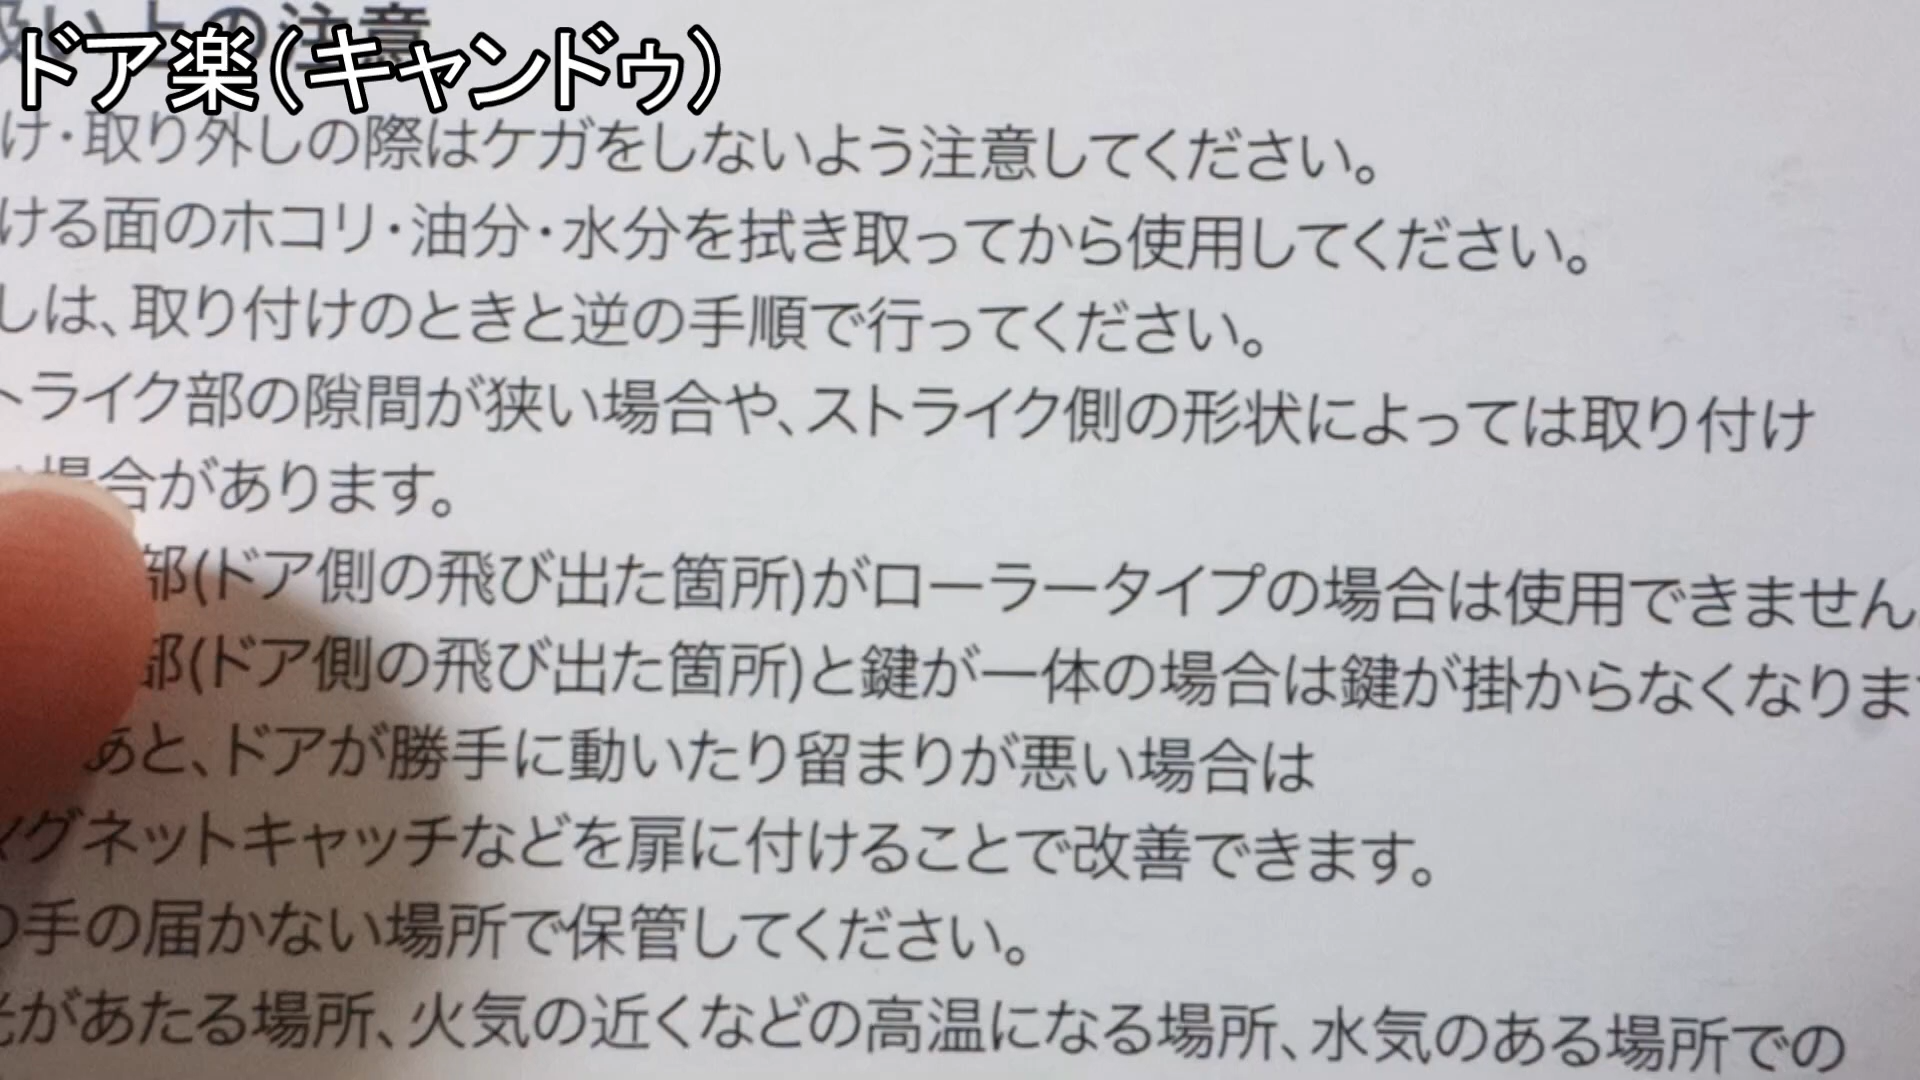 扱い上の注意
ドア楽(キャンドゥ)
け・取り外しの際はケガをしないよう注意してください。
ける面のホコリ・油分・水分を拭き取ってから使用してください。
しは、取り付けのときと逆の手順で行ってください。
トライク部の隙間が狭い場合や、ストライク側の形状によっては取り付け
場合があります。
部(ドア側の飛び出た箇所)がローラータイプの場合は使用できません
部(ドア側の飛び出た箇所)と鍵が一体の場合は鍵が掛からなくなりま
あと、ドアが勝手に動いたり留まりが悪い場合は
マグネットキャッチなどを扉に付けることで改善できます。
の手の届かない場所で保管してください。
光があたる場所、火気の近くなどの高温になる場所、水気のある場所での